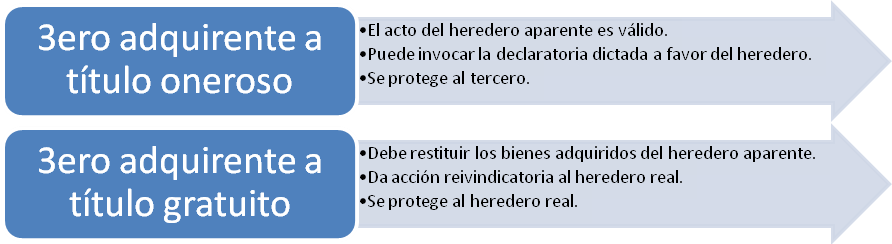 3ero adquirente a
título oneroso
•El acto del heredero aparente es válido.
•Puede invocar la declaratoria dictada a favor del heredero.
•Se protege al tercero.
3ero adquirente a
título gratuito
•Debe restituir los bienes adquiridos del heredero aparente.
•Da acción reivindicatoria al heredero real.
•Se protege al heredero real.